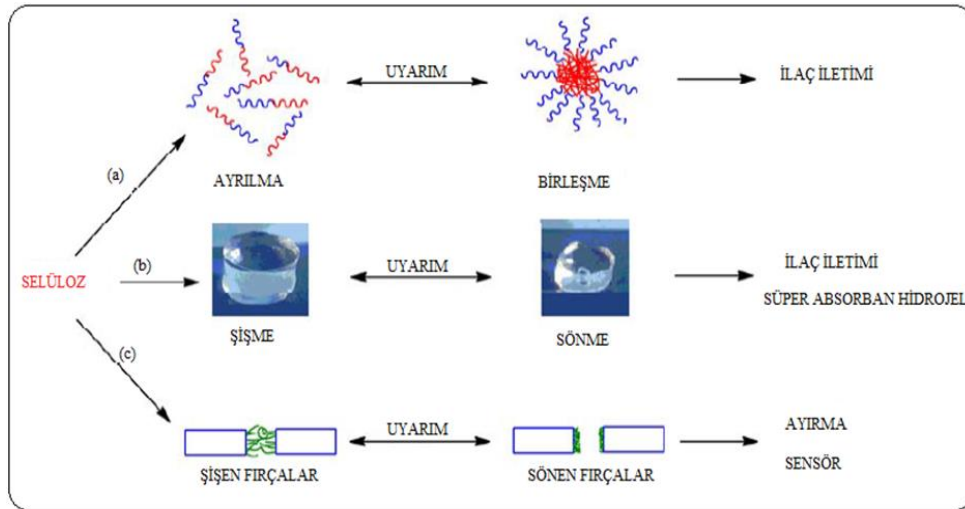 UYARIM
İLAÇ İLETİMİ
AYRILMA
BİRLEŞME
(a)
SELÜLOZ
(b)
UYARIM
İLAÇ İLETİMİ
SÜPER ABSORBAN HİDROJEL
ŞİŞME
SÖNME
(c)
UYARIM
AYIRMA
SENSÖR
ŞİŞEN FIRÇALAR
SÖNEN FIRÇALAR